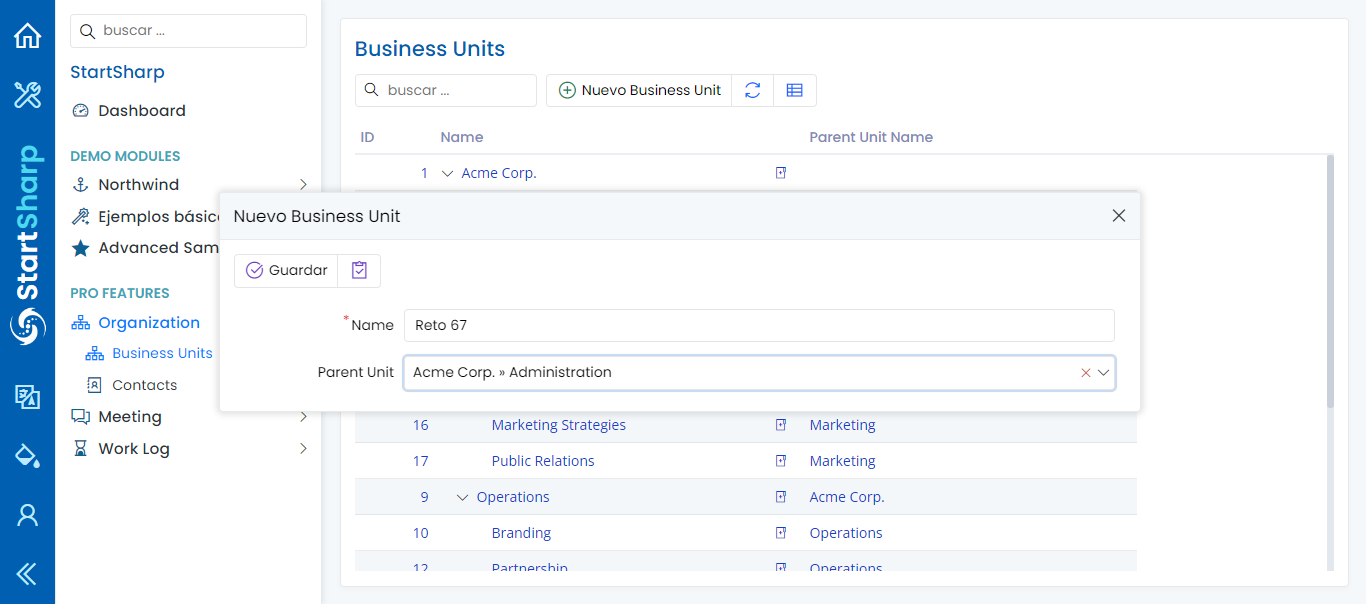 StartSharp
buscar ...
StartSharp
Dashboard
DEMO MODULES
Northwind
Ejemplos básic
Advanced Sam
PRO FEATURES
Organization
Business Units
Contacts
Meeting
Work Log
Business Units
buscar ...
Nuevo Business Unit
ID Name Parent Unit Name
1 Acme Corp.
Nuevo Business Unit
Guardar
* Name Reto 67
Parent Unit Acme Corp. » Administration
16 Marketing Strategies Marketing
17 Public Relations Marketing
9 Operations Acme Corp.
10 Branding Operations
12 Partnership Operations